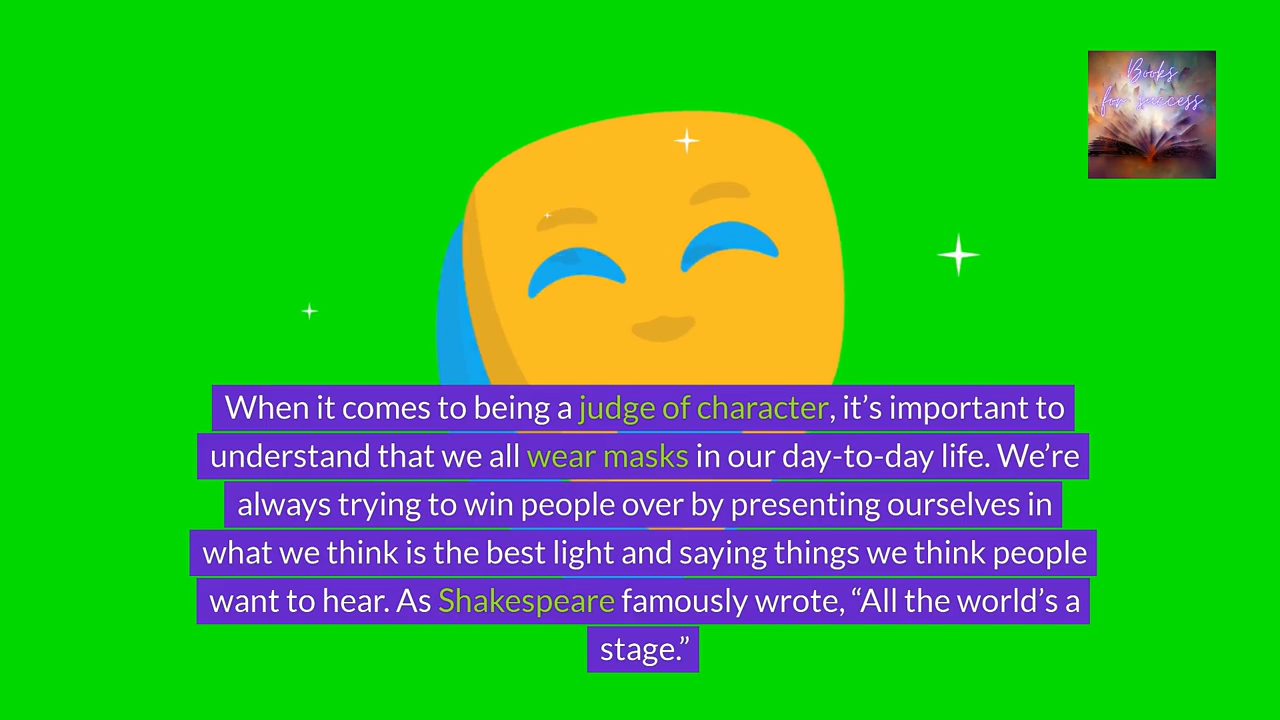 Books
for success
When it comes to being a judge of character, it’s important to
understand that we all wear masks in our day-to-day life. We’re
always trying to win people over by presenting ourselves in
what we think is the best light and saying things we think people
want to hear. As Shakespeare famously wrote, “All the world’s a
stage.”